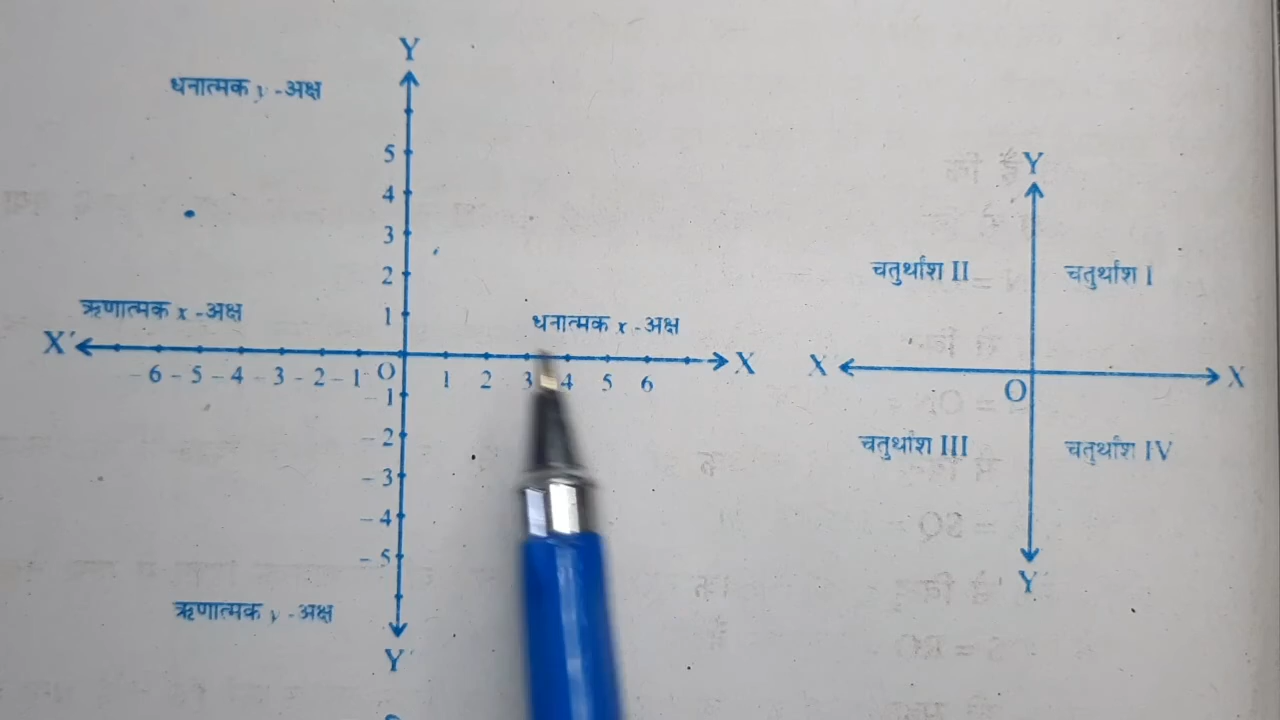 Y
धनात्मक y -अक्ष
5
4
3
2
1
ऋणात्मक x -अक्ष
धनात्मक x -अक्ष
X′
X
- 6 - 5 - 4 - 3 - 2 - 1 O 1 2 3 4 5 6
- 1
- 2
- 3
- 4
- 5
ऋणात्मक y -अक्ष
Y′
Y
चतुर्थांश II
चतुर्थांश I
X
X
O
चतुर्थांश III
चतुर्थांश IV
Y